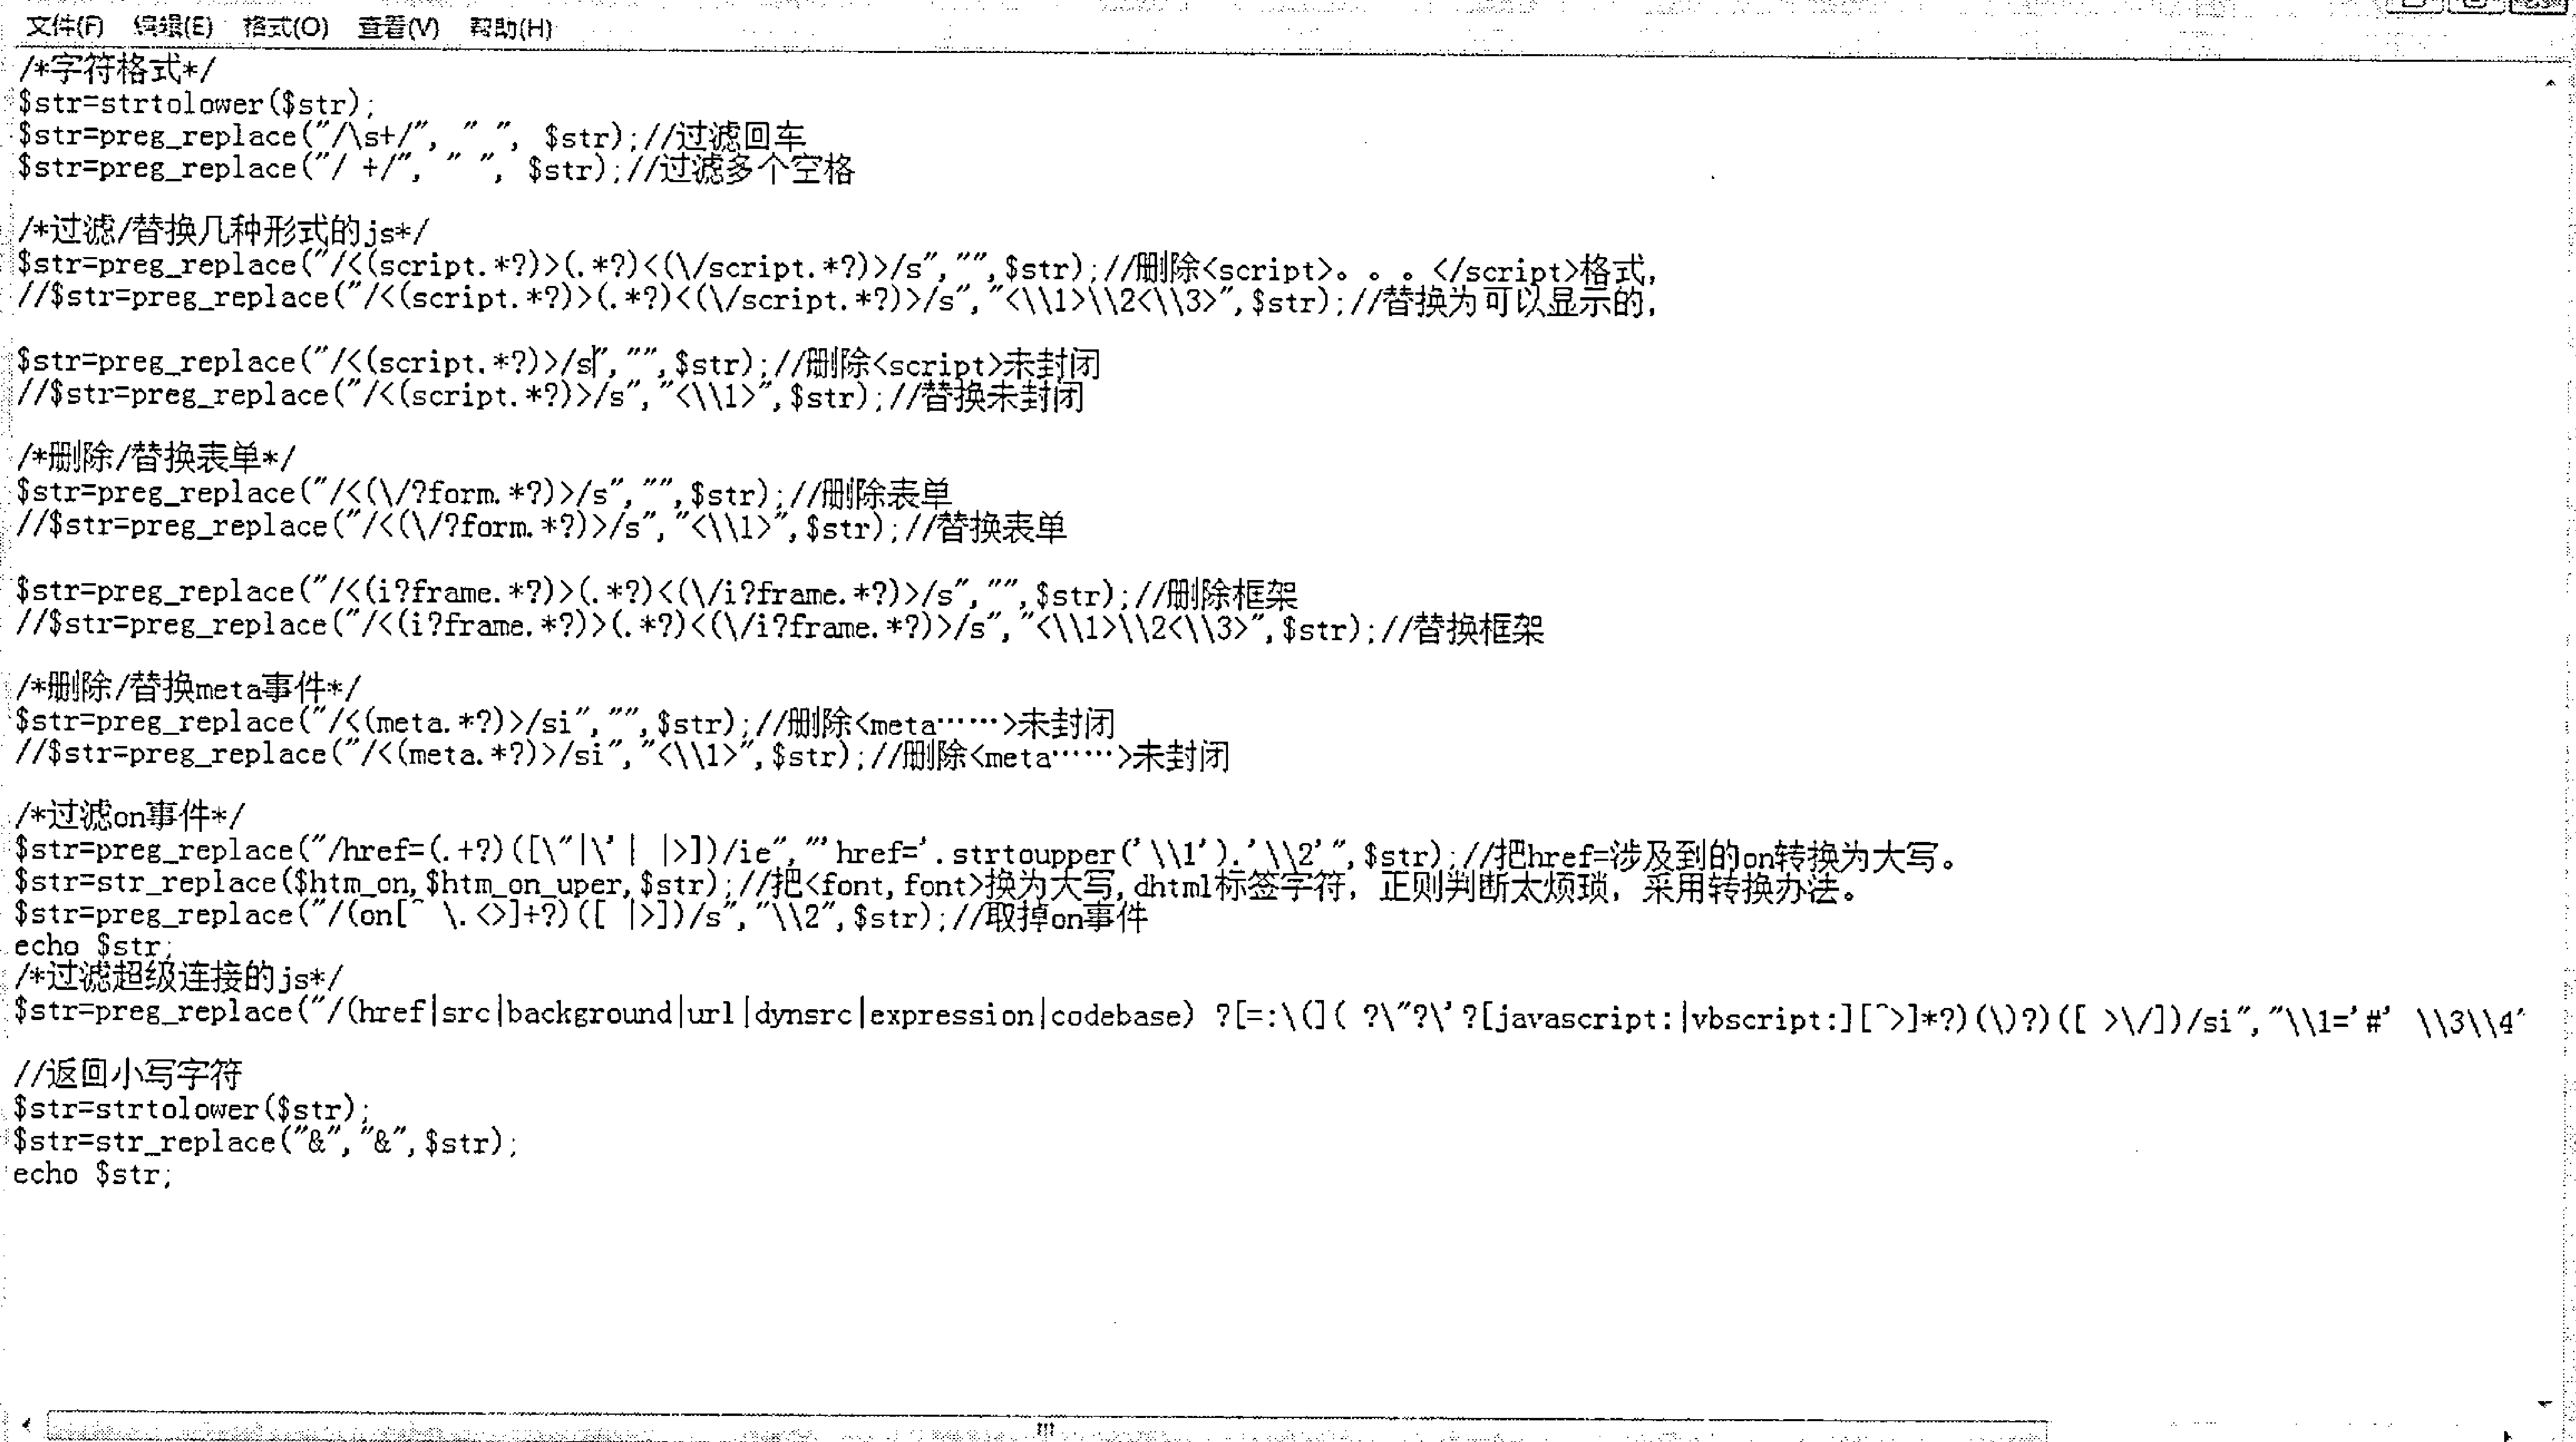 文件(F) 编辑(E) 格式(O) 查看(V) 帮助(H)
/*字符格式*/
$str=strtolower($str);
$str=preg_replace("/\s+/", " ", $str);//过滤回车
$str=preg_replace("/ +/", " ", $str);//过滤多个空格
/*过滤/替换几种形式的js*/
$str=preg_replace("/<(script.*?)>(.*?)<(\/script.*?)>/s","",$str);//删除<script>。。。</script>格式,
//$str=preg_replace("/<(script.*?)>(.*?)<(\/script.*?)>/s","<\\1>\\2<\\3>",$str);//替换为可以显示的,
$str=preg_replace("/<(script.*?)>/s","",$str);//删除<script>未封闭
//$str=preg_replace("/<(script.*?)>/s","<\\1>",$str);//替换未封闭
/*删除/替换表单*/
$str=preg_replace("/<(\/?form.*?)>/s","",$str);//删除表单
//$str=preg_replace("/<(\/?form.*?)>/s","<\\1>",$str);//替换表单
$str=preg_replace("/<(i?frame.*?)>(.*?)<(\/i?frame.*?)>/s","",$str);//删除框架
//$str=preg_replace("/<(i?frame.*?)>(.*?)<(\/i?frame.*?)>/s","<\\1>\\2<\\3>",$str);//替换框架
/*删除/替换meta事件*/
$str=preg_replace("/<(meta.*?)>/si","",$str);//删除<meta……>未封闭
//$str=preg_replace("/<(meta.*?)>/si","<\\1>",$str);//删除<meta……>未封闭
/*过滤on事件*/
$str=preg_replace("/href=(.+?)([\"|\'| |>])/ie","'href='.strtoupper('\\1').'\\2'",$str);//把href=涉及到的on转换为大写。
$str=str_replace($htm_on,$htm_on_uper,$str);//把<font,font>换为大写,dhtml标签字符，正则判断太烦琐，采用转换办法。
$str=preg_replace("/(on[^ \.<>]+?)([ |>])/s","\\2",$str);//取掉on事件
echo $str;
/*过滤超级连接的js*/
$str=preg_replace("/(href|src|background|url|dynsrc|expression|codebase) ?[=:\(]( ?\"?\'?[javascript:|vbscript:][^>]*?)(\)?)([ >\/])/si","\\1='#' \\3\\4"
//返回小写字符
$str=strtolower($str);
$str=str_replace("&","&",$str);
echo $str;